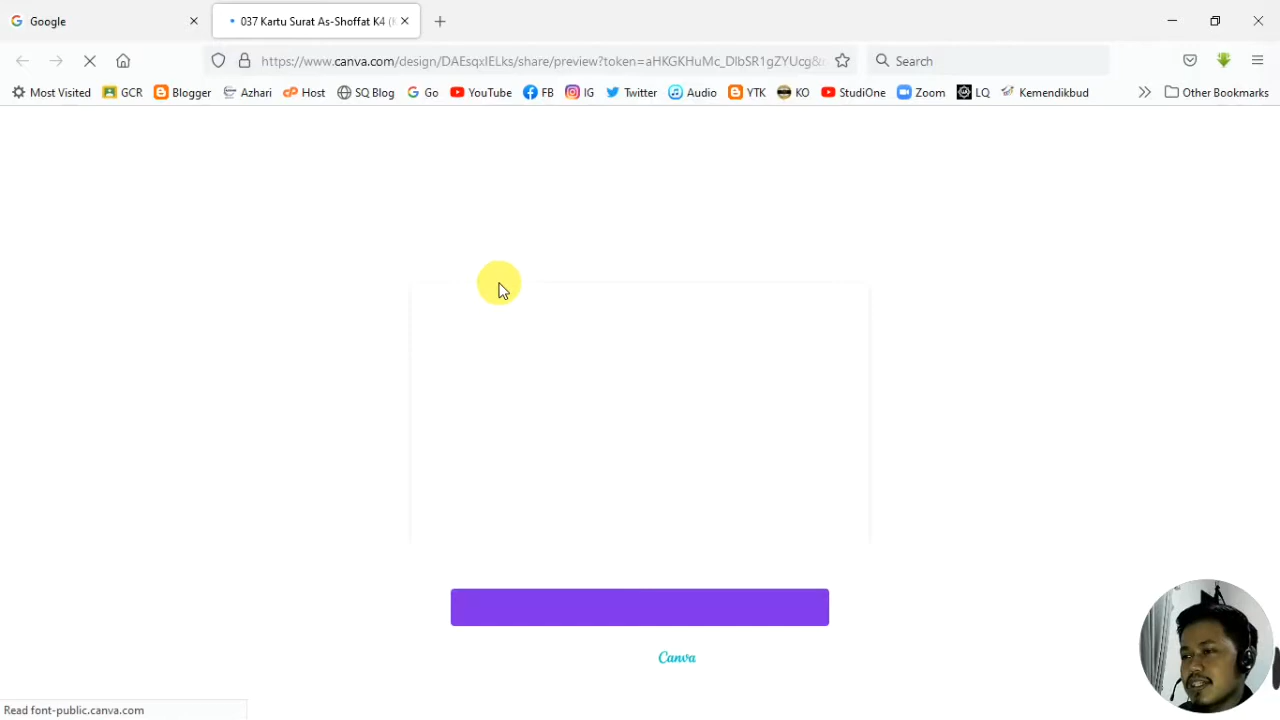 Google
037 Kartu Surat As-Shoffat K4 (
https://www.canva.com/design/DAEsqxIELks/share/preview?token=aHKGKHuMc_DlbSR1gZYUcg&
Search
Most Visited GCR Blogger Azhari Host SQ Blog Go YouTube FB IG Twitter Audio YTK KO StudiOne Zoom LQ Kemendikbud Other Bookmarks
Canva
Read font-public.canva.com